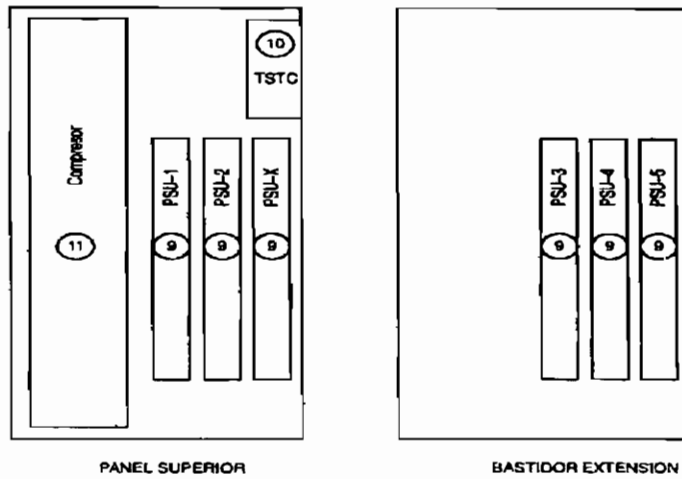 10
TSTC
Compresor
PSU-1
PSU-2
PSU-X
11
9
9
9
PANEL SUPERIOR
PSU-3
PSU-4
PSU-5
9
9
9
BASTIDOR EXTENSION